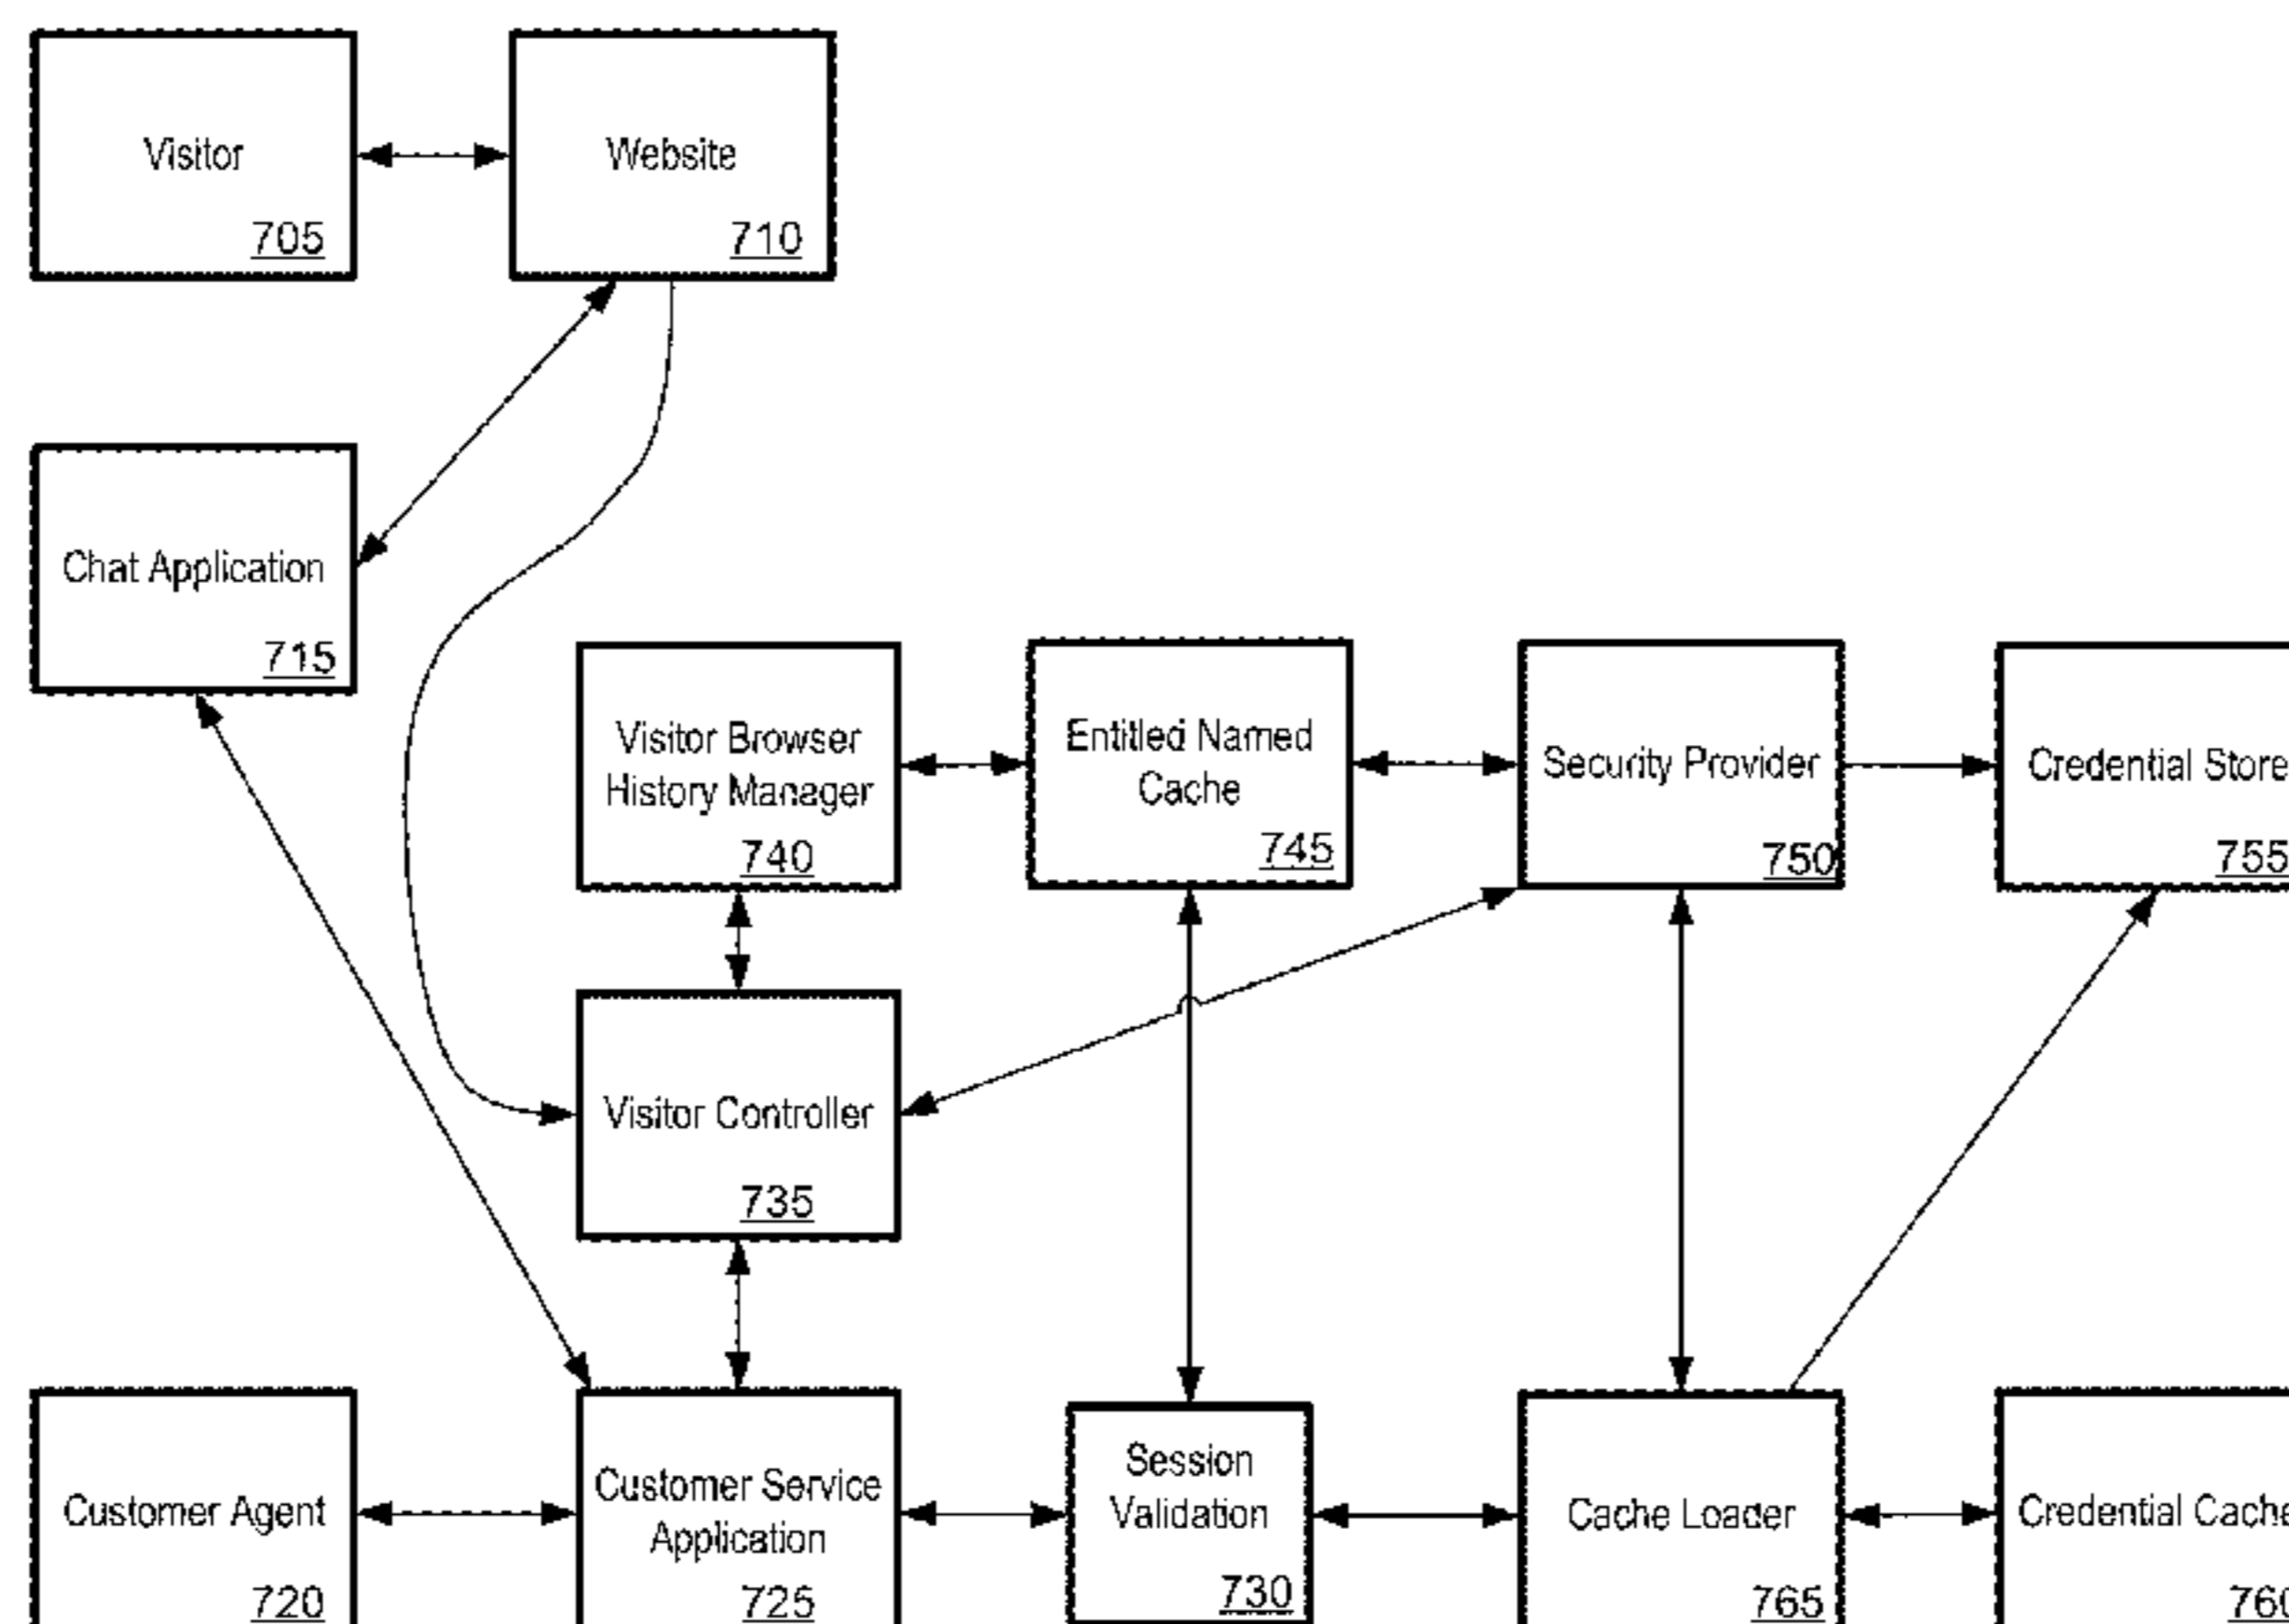 Visitor
705
Website
710
Chat Application
715
Visitor Browser
History Manager
740
Entitled Named
Cache
745
Security Provider
750
Credential Store
755
Visitor Controller
735
Customer Agent
720
Customer Service
Application
725
Session
Validation
730
Cache Loader
765
Credential Cache
760